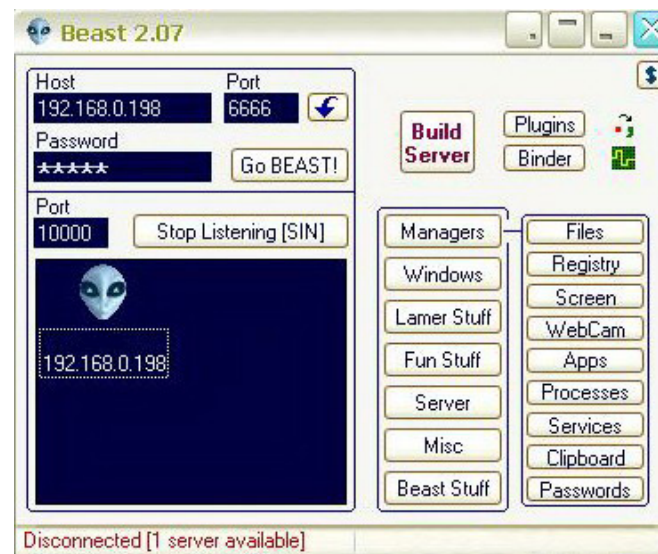 Beast 2.07
Host Port
192.168.0.198 6666
Password
*****
Go BEAST!
Port
10000 Stop Listening [SIN]
192.168.0.198
Build
Server
Plugins
Binder
Managers
Windows
Lamer Stuff
Fun Stuff
Server
Misc
Beast Stuff
Files
Registry
Screen
WebCam
Apps
Processes
Services
Clipboard
Passwords
Disconnected [1 server available]